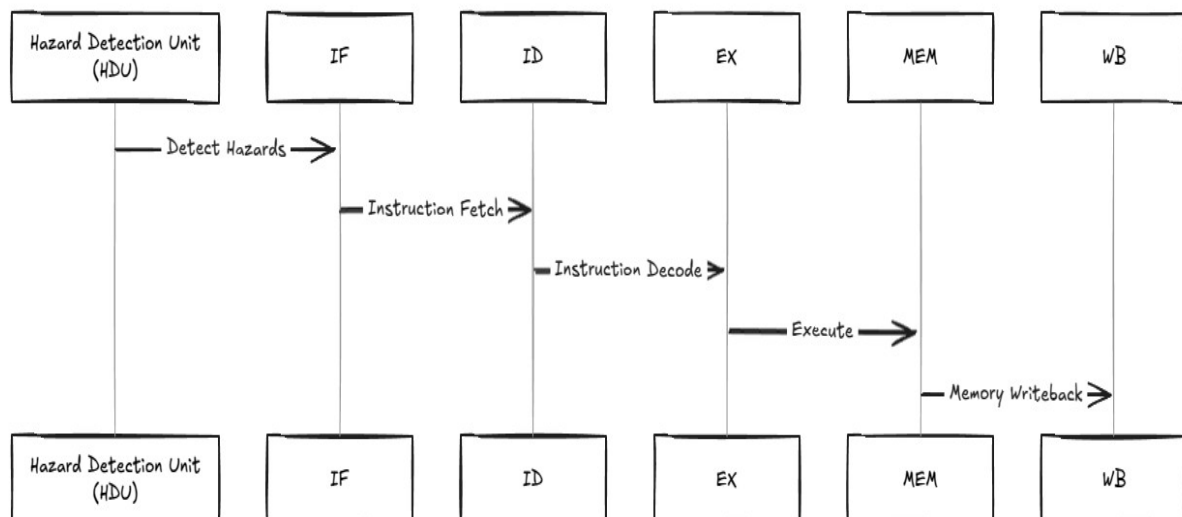 Hazard Detection Unit
(HDU)
IF
ID
EX
MEM
WB
Detect Hazards
Instruction Fetch
Instruction Decode
Execute
Memory Writeback
Hazard Detection Unit
(HDU)
IF
ID
EX
MEM
WB